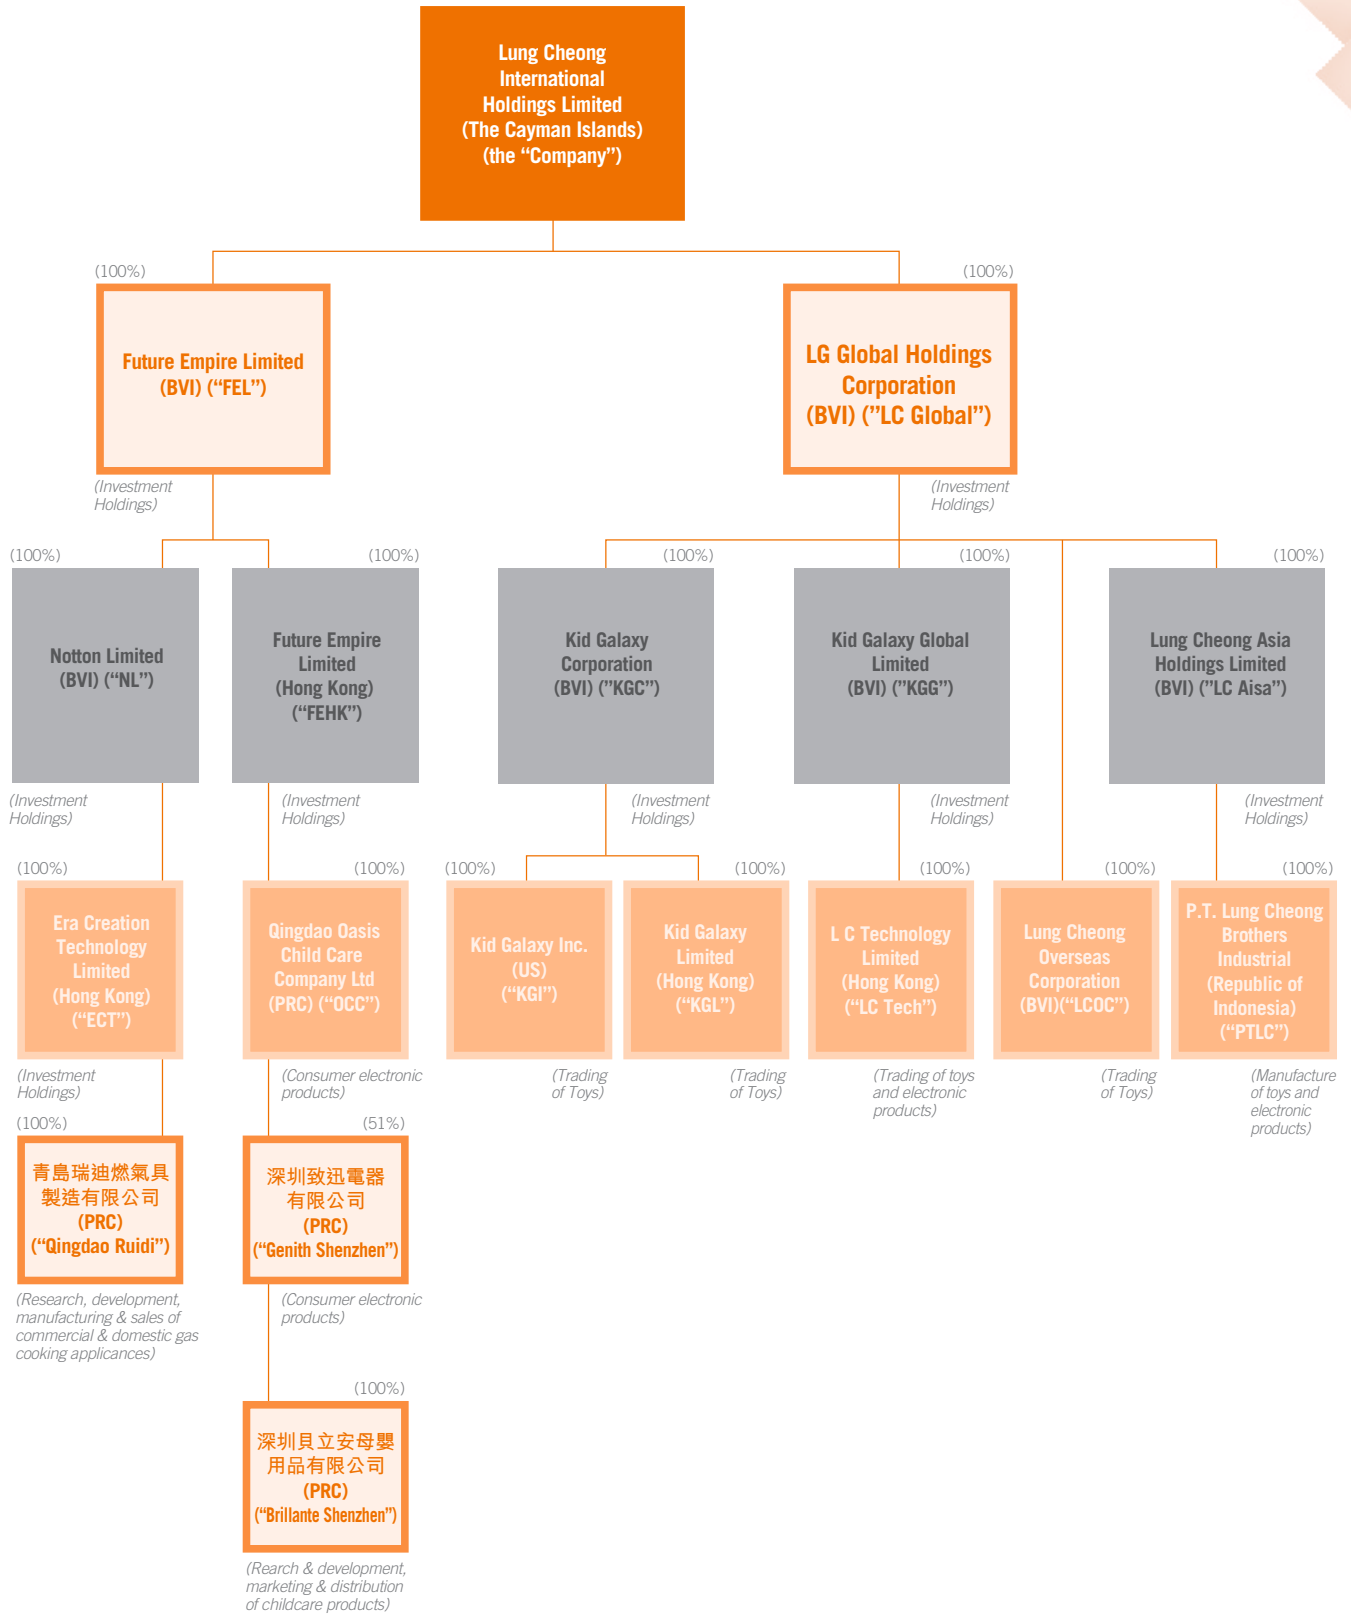 Lung Cheong
International
Holdings Limited
(The Cayman Islands)
(the “Company”)
(100%)
(100%)
Future Empire Limited
(BVI) (“FEL”)
LG Global Holdings
Corporation
(BVI) (”LC Global”)
(Investment
Holdings)
(Investment
Holdings)
(100%)
(100%)
(100%)
(100%)
(100%)
Notton Limited
(BVI) (“NL”)
Future Empire
Limited
(Hong Kong)
(“FEHK”)
Kid Galaxy
Corporation
(BVI) (”KGC”)
Kid Galaxy Global
Limited
(BVI) (”KGG”)
Lung Cheong Asia
Holdings Limited
(BVI) (”LC Aisa”)
(Investment
Holdings)
(Investment
Holdings)
(Investment
Holdings)
(Investment
Holdings)
(Investment
Holdings)
(100%)
(100%)
(100%)
(100%)
(100%)
(100%)
(100%)
Era Creation
Technology
Limited
(Hong Kong)
(“ECT”)
Qingdao Oasis
Child Care
Company Ltd
(PRC) (“OCC”)
Kid Galaxy Inc.
(US)
(“KGI”)
Kid Galaxy
Limited
(Hong Kong)
(“KGL”)
L C Technology
Limited
(Hong Kong)
(“LC Tech”)
Lung Cheong
Overseas
Corporation
(BVI)(“LCOC”)
P.T. Lung Cheong
Brothers
Industrial
(Republic of
Indonesia)
(“PTLC”)
(Investment
Holdings)
(Consumer electronic
products)
(Trading
of Toys)
(Trading
of Toys)
(Trading of toys
and electronic
products)
(Trading
of Toys)
(Manufacture
of toys and
electronic
products)
(100%)
(51%)
青島瑞迪燃氣具
製造有限公司
(PRC)
(“Qingdao Ruidi”)
深圳致迅電器
有限公司
(PRC)
(“Genith Shenzhen”)
(Research, development,
manufacturing & sales of
commercial & domestic gas
cooking applicances)
(Consumer electronic
products)
(100%)
深圳貝立安母嬰
用品有限公司
(PRC)
(“Brillante Shenzhen”)
(Rearch & development,
marketing & distribution
of childcare products)